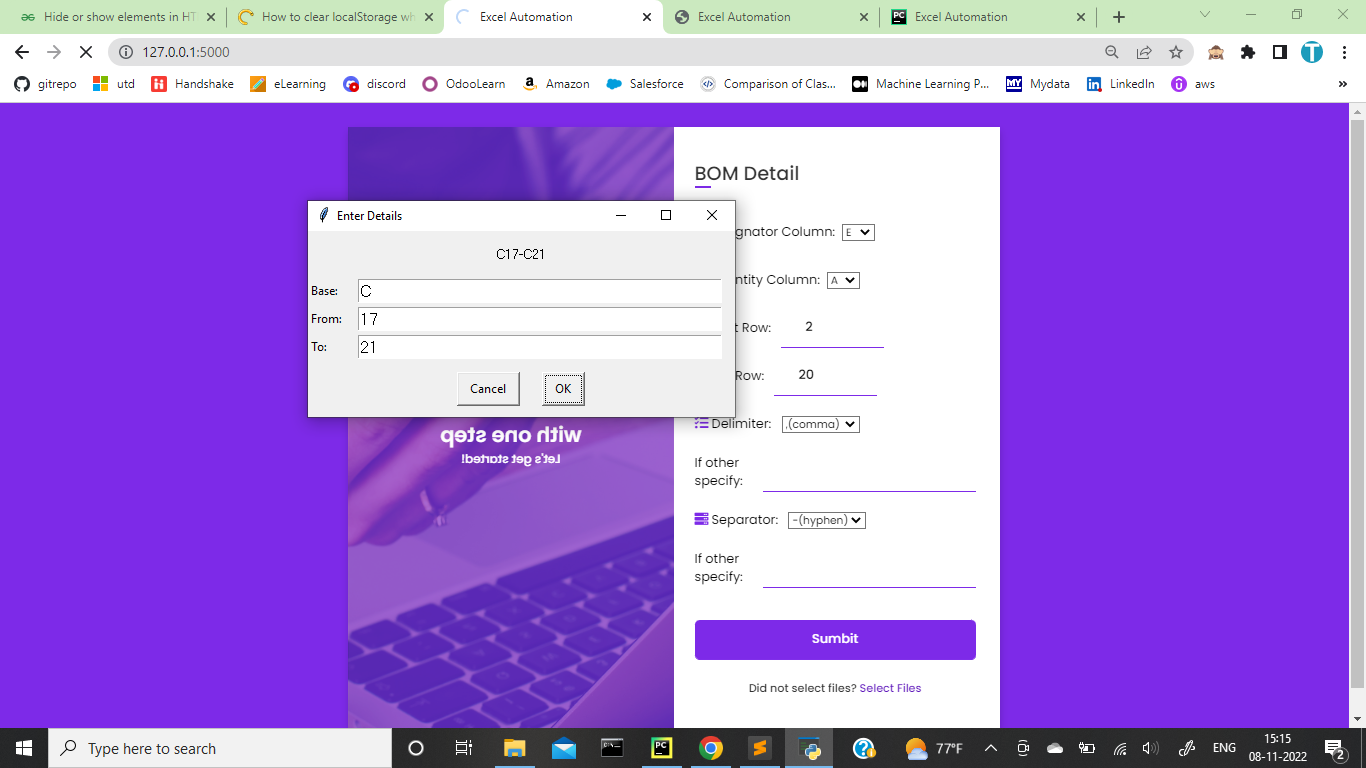 Hide or show elements in HT
How to clear localStorage wh
Excel Automation
Excel Automation
Excel Automation
127.0.0.1:5000
gitrepo
utd
Handshake
eLearning
discord
OdooLearn
Amazon
Salesforce
Comparison of Clas...
Machine Learning P...
Mydata
LinkedIn
aws
BOM Detail
Enter Details
C17-C21
Base: C
From: 17
To: 21
Cancel
OK
gnator Column: E
ntity Column: A
t Row: 2
Row: 20
with one step
Let's get started!
Delimiter: ,(comma)
If other
specify:
Separator: -(hyphen)
If other
specify:
Sumbit
Did not select files? Select Files
Type here to search
77°F
ENG
15:15
08-11-2022
2